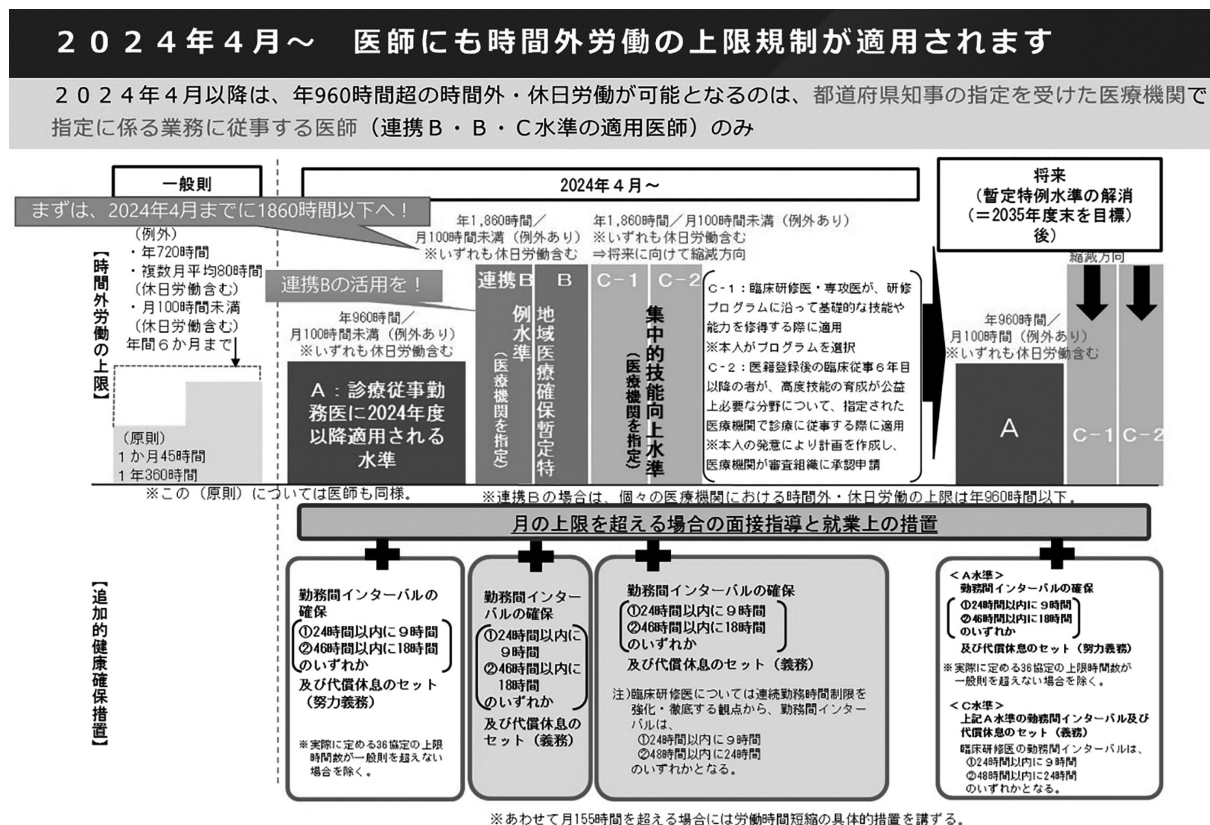 ２０２４年４月～　医師にも時間外労働の上限規制が適用されます
２０２４年４月以降は、年960時間超の時間外・休日労働が可能となるのは、都道府県知事の指定を受けた医療機関で
指定に係る業務に従事する医師（連携Ｂ・Ｂ・Ｃ水準の適用医師）のみ
一般則
2024年４月～
将来
（暫定特例水準の解消
（＝2035年度末を目標）
後）
まずは、2024年4月までに1860時間以下へ！
連携Bの活用を！
【時間外労働の上限】
（例外）
・年720時間
・複数月平均80時間
（休日労働含む）
・月100時間未満
（休日労働含む）
年間６か月まで
（原則）
１か月45時間
１年360時間
※この（原則）については医師も同様。
年960時間／
月100時間未満（例外あり）
※いずれも休日労働含む
Ａ：診療従事勤
務医に2024年度
以降適用される
水準
年1,860時間／
月100時間未満（例外あり）
※いずれも休日労働含む
連携B
B
地域医療確保暫定特
例水準
（医療機関を指定）
年1,860時間／月100時間未満（例外あり）
※いずれも休日労働含む
⇒将来に向けて縮減方向
Ｃ-１
Ｃ-２
集中的技能向上水準
（医療機関を指定）
Ｃ-１：臨床研修医・専攻医が、研修
プログラムに沿って基礎的な技能や
能力を修得する際に適用
※本人がプログラムを選択
Ｃ-２：医籍登録後の臨床従事６年目
以降の者が、高度技能の育成が公益
上必要な分野について、指定された
医療機関で診療に従事する際に適用
※本人の発意により計画を作成し、
医療機関が審査組織に承認申請
※連携Ｂの場合は、個々の医療機関における時間外・休日労働の上限は年960時間以下。
縮減方向
年960時間／
月100時間（例外あり）
※いずれも休日労働含む
Ａ
Ｃ-１
Ｃ-２
月の上限を超える場合の面接指導と就業上の措置
【追加的健康確保措置】
勤務間インターバルの
確保
①24時間以内に９時間
②46時間以内に18時間
のいずれか
及び代償休息のセット
（努力義務）
※実際に定める36協定の上限
時間数が一般則を超えない
場合を除く。
勤務間インター
バルの確保
①24時間以内に
９時間
②46時間以内に
18時間
のいずれか
及び代償休息の
セット（義務）
勤務間インターバルの確保
①24時間以内に９時間
②46時間以内に18時間
のいずれか
及び代償休息のセット（義務）
注）臨床研修医については連続勤務時間制限を
強化・徹底する観点から、勤務間インター
バルは、
①24時間以内に９時間
②48時間以内に24時間
のいずれかとなる。
＜Ａ水準＞
勤務間インターバルの確保
①24時間以内に９時間
②46時間以内に18時間
のいずれか
及び代償休息のセット（努力義務）
※実際に定める36協定の上限時間数が
一般則を超えない場合を除く。
＜Ｃ水準＞
上記Ａ水準の勤務間インターバル及び
代償休息のセット（義務）
臨床研修医の勤務間インターバルは、
①24時間以内に９時間
②48時間以内に24時間
のいずれかとなる。
※あわせて月155時間を超える場合には労働時間短縮の具体的措置を講ずる。